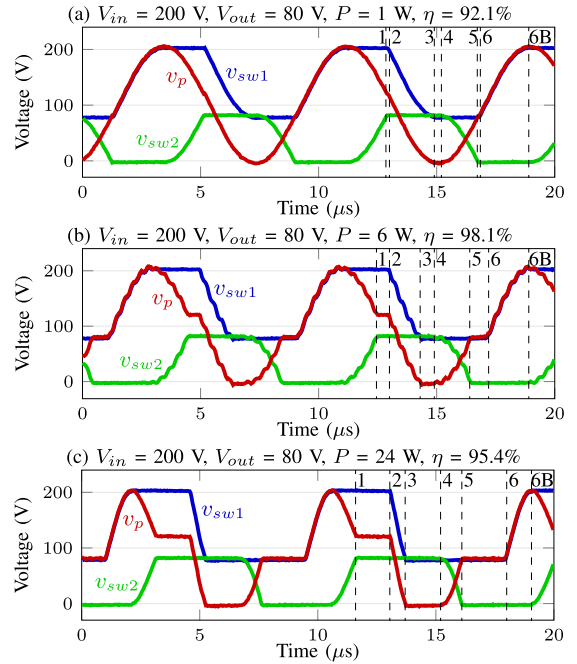 (a) V_in = 200 V, V_out = 80 V, P = 1 W, η = 92.1%
1 2 3 4 5 6 6B
200
100
0
Voltage (V)
v_p
v_sw1
v_sw2
0 5 10 15 20
Time (μs)
(b) V_in = 200 V, V_out = 80 V, P = 6 W, η = 98.1%
1 2 3 4 5 6 6B
200
100
0
Voltage (V)
v_p
v_sw1
v_sw2
0 5 10 15 20
Time (μs)
(c) V_in = 200 V, V_out = 80 V, P = 24 W, η = 95.4%
1 2 3 4 5 6 6B
200
100
0
Voltage (V)
v_p
v_sw1
v_sw2
0 5 10 15 20
Time (μs)